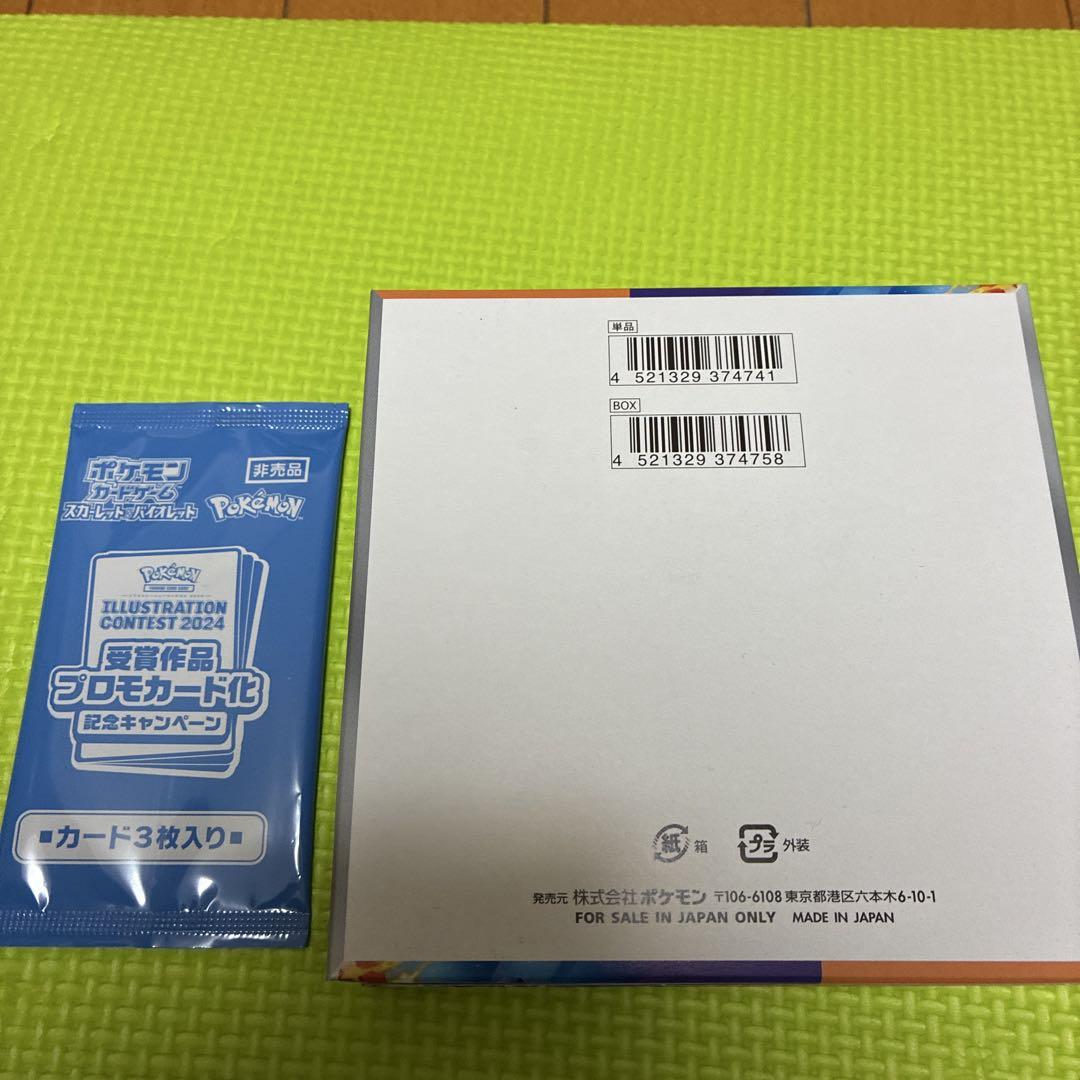 ポケモン
カードゲーム
スカーレット&バイオレット
非売品
POKÉMON
POKÉMON
TRADING CARD GAME
ILLUSTRATION
CONTEST 2024
受賞作品
プロモカード化
記念キャンペーン
カード3枚入り
単品
4 521329 374741
BOX
4 521329 374758
紙 箱
プラ 外装
発売元 株式会社ポケモン 〒106-6108 東京都港区六本木6-10-1
FOR SALE IN JAPAN ONLY MADE IN JAPAN